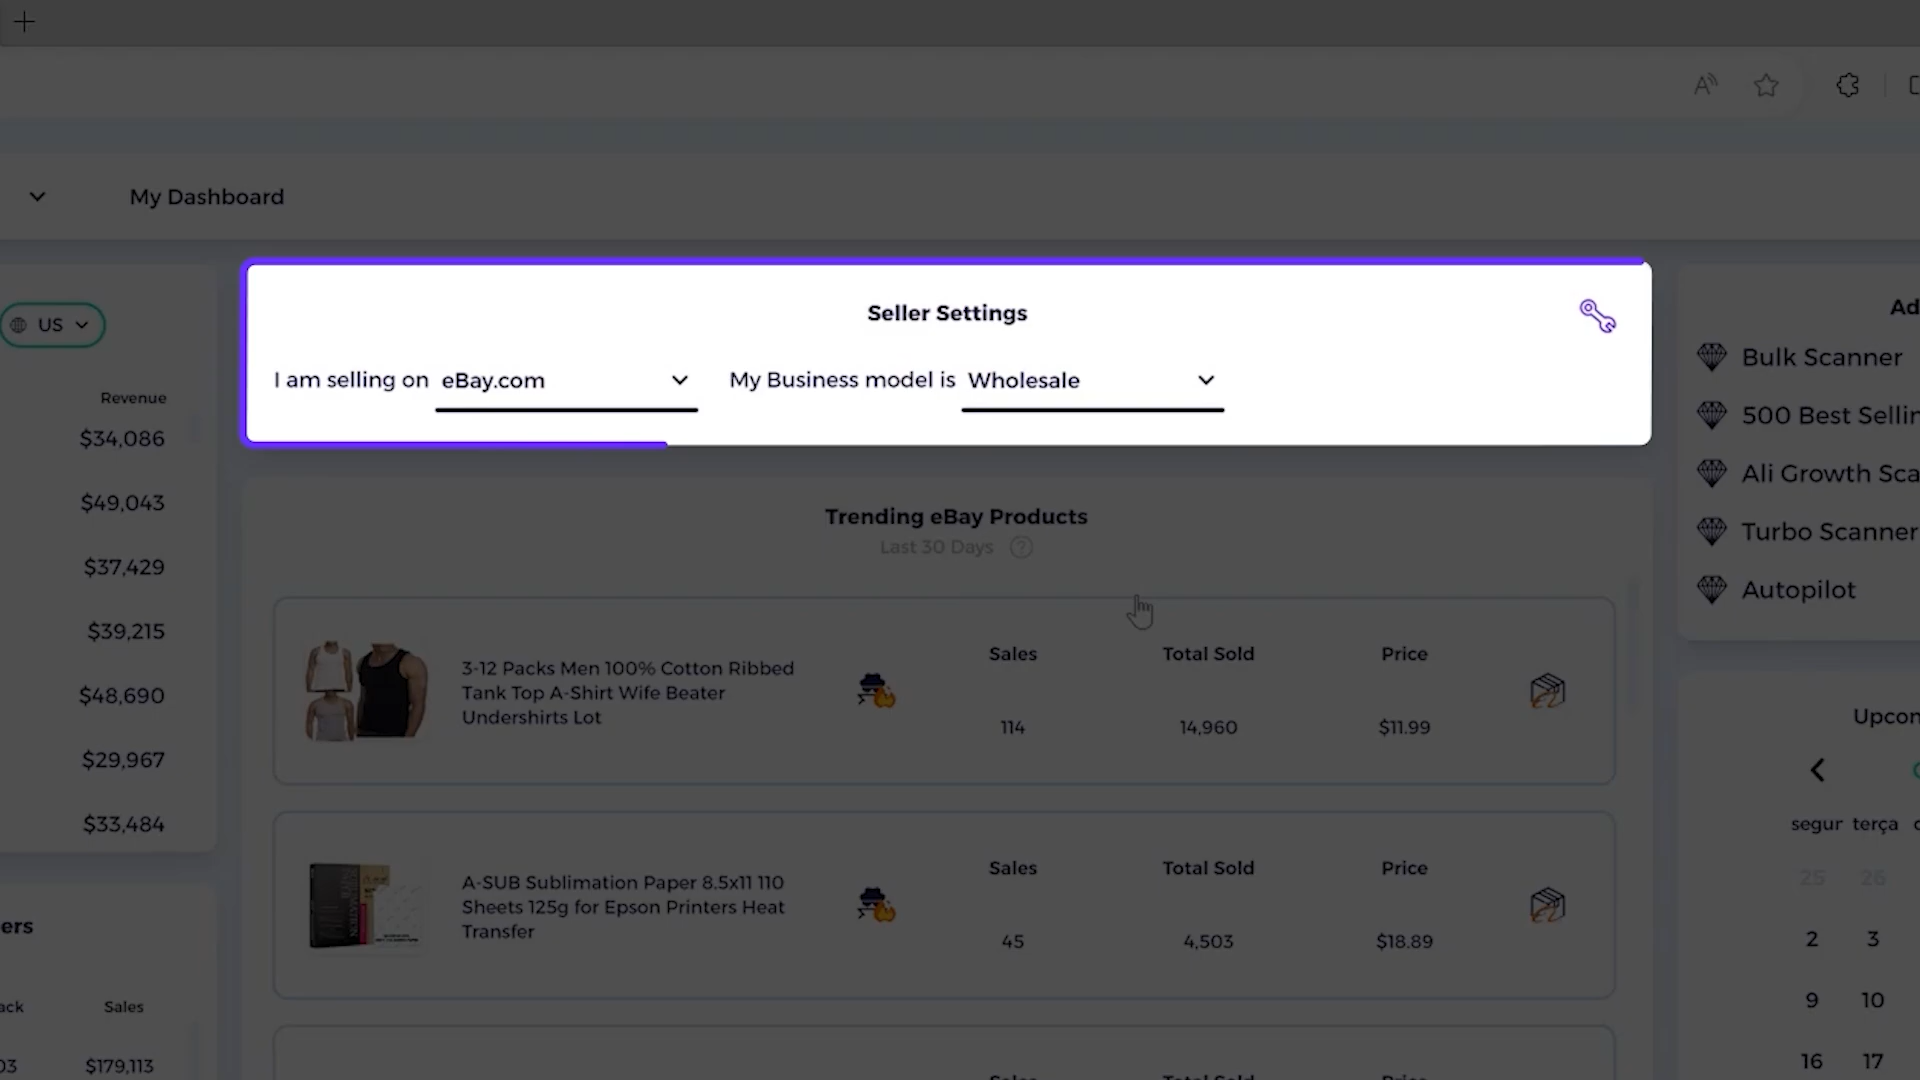 My Dashboard
US
Revenue
$34,086
$49,043
$37,429
$39,215
$48,690
$29,967
$33,484
ers
ack Sales
03 $179,113
Seller Settings
I am selling on eBay.com My Business model is Wholesale
Trending eBay Products
Last 30 Days ?
3-12 Packs Men 100% Cotton Ribbed
Tank Top A-Shirt Wife Beater
Undershirts Lot
Sales Total Sold Price
114 14,960 $11.99
A-SUB Sublimation Paper 8.5x11 110
Sheets 125g for Epson Printers Heat
Transfer
Sales Total Sold Price
45 4,503 $18.89
Sales Total Sold Price
Ad
Bulk Scanner
500 Best Sellin
Ali Growth Sca
Turbo Scanner
Autopilot
Upcon
segur terça
25 26
2 3
9 10
16 17